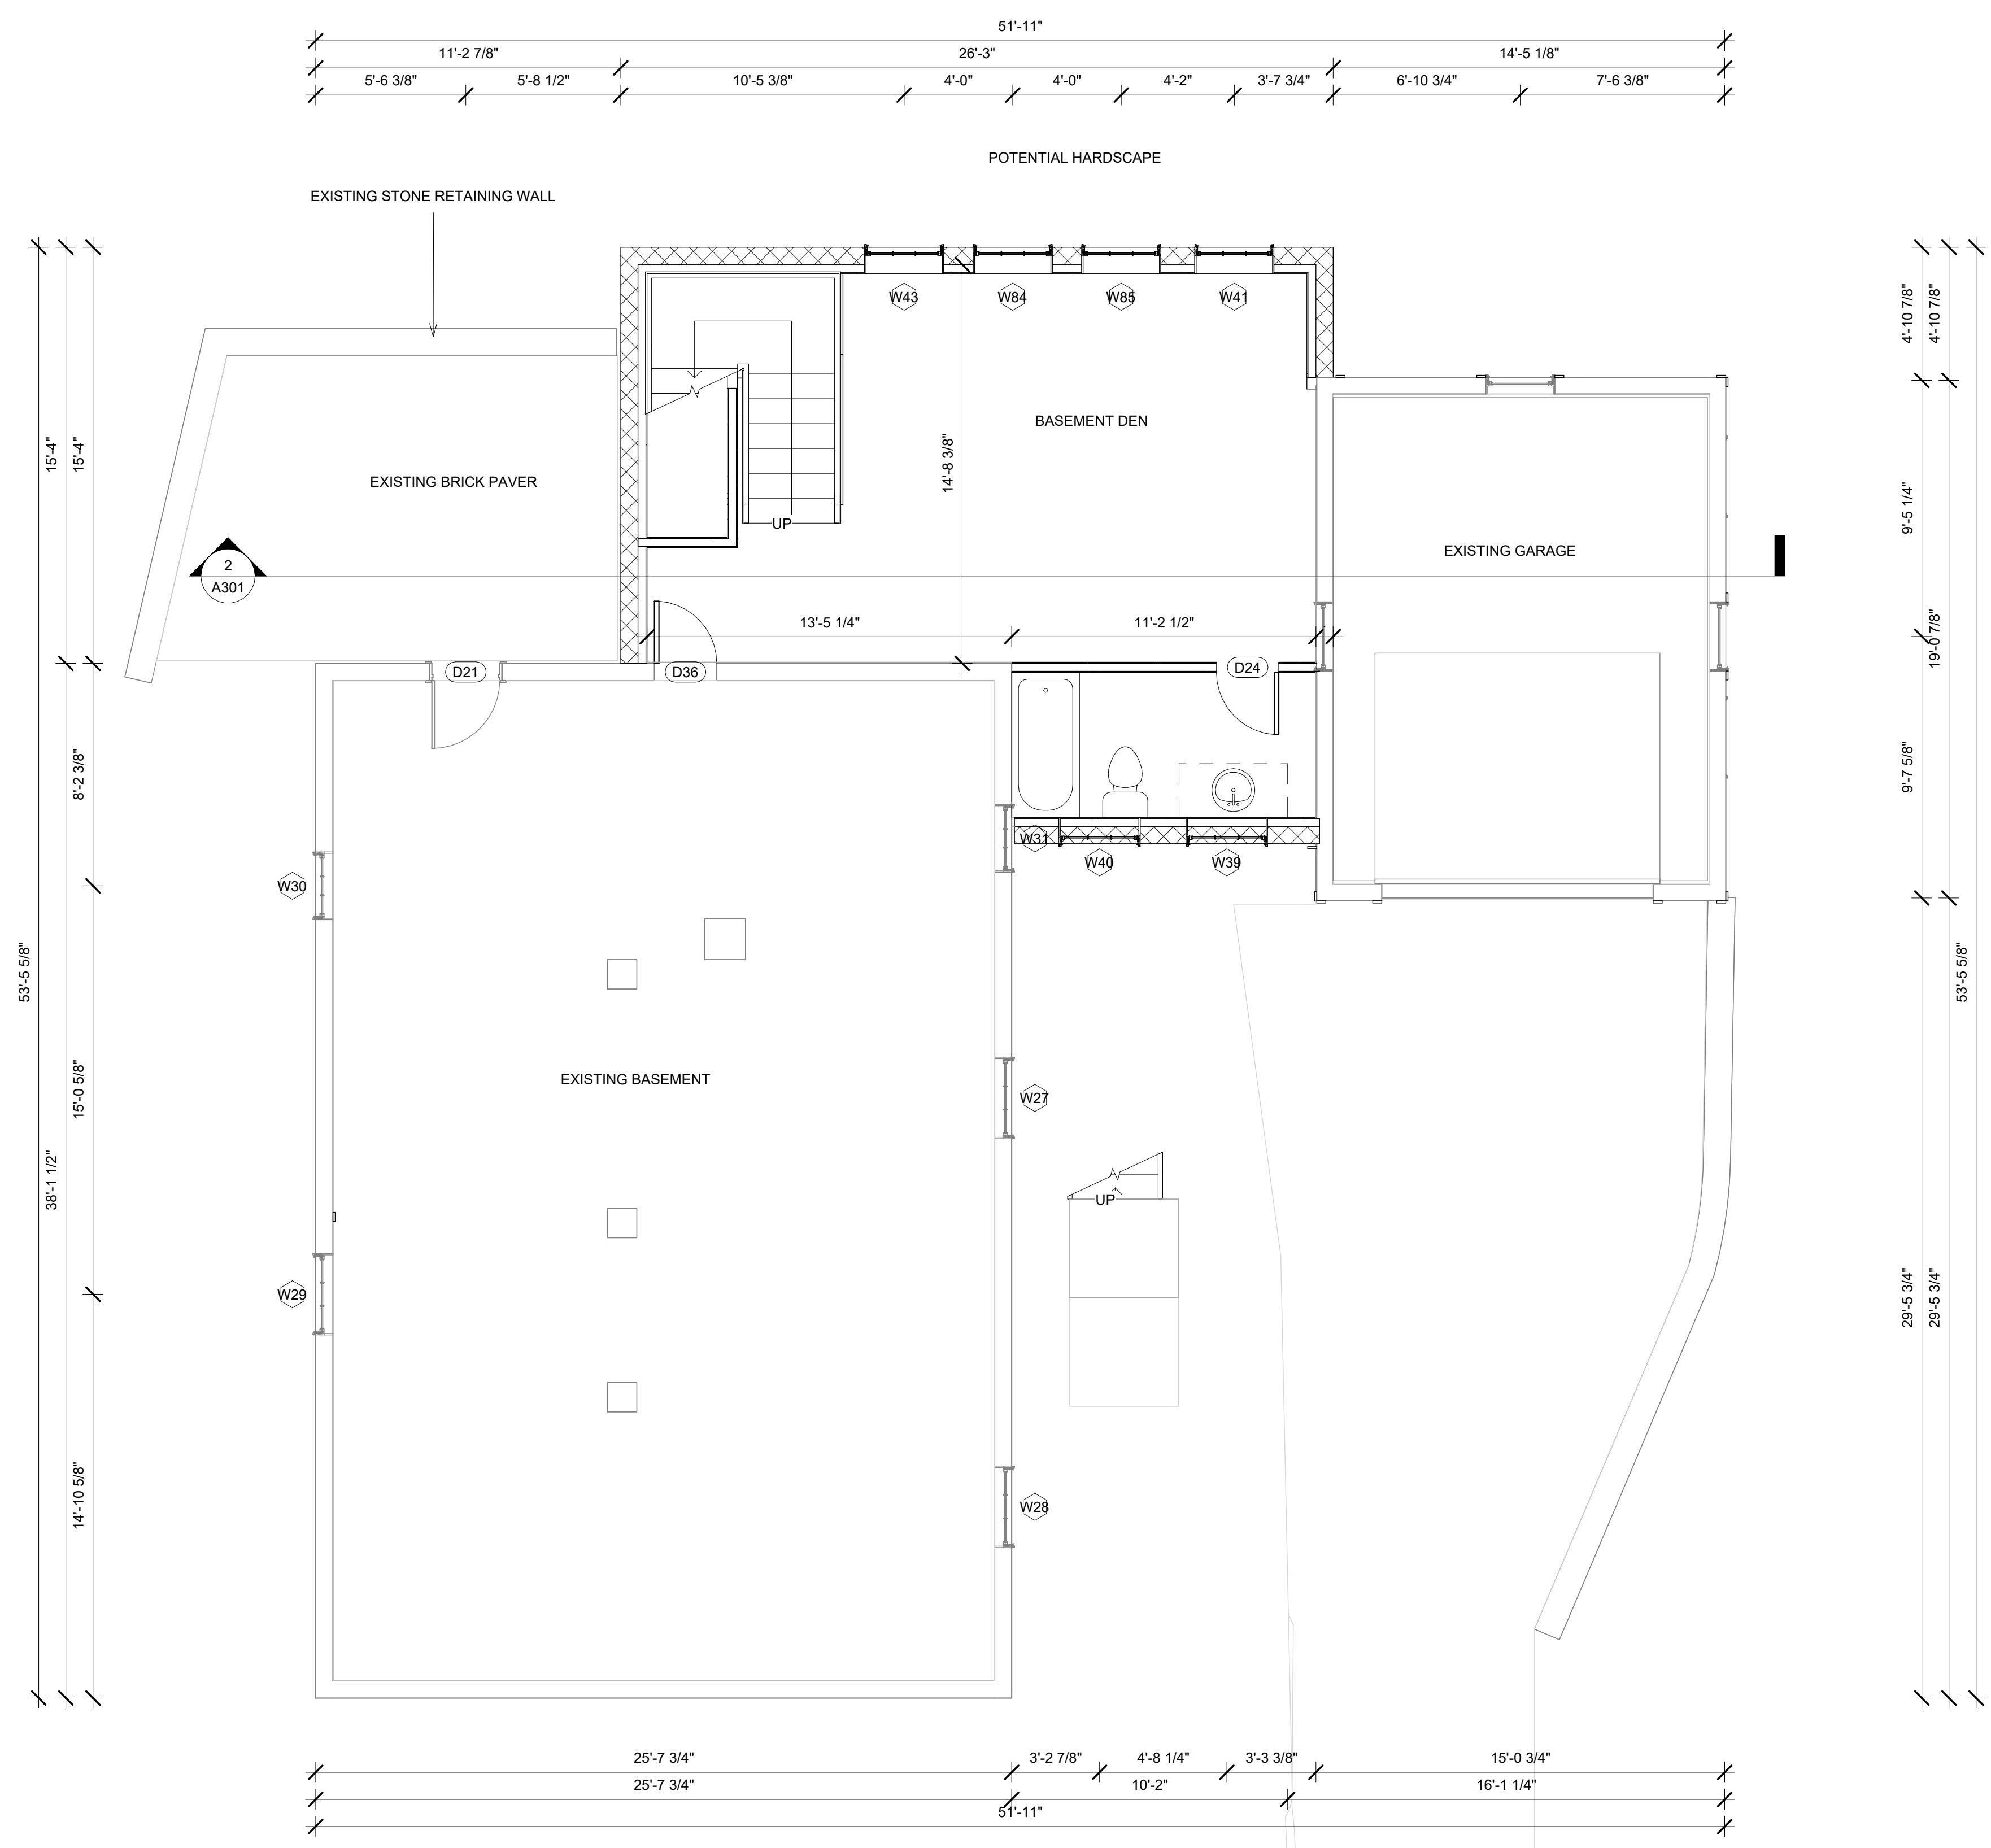 51'-11"
11'-2 7/8"
26'-3"
14'-5 1/8"
5'-6 3/8"
5'-8 1/2"
10'-5 3/8"
4'-0"
4'-0"
4'-2"
3'-7 3/4"
6'-10 3/4"
7'-6 3/8"
POTENTIAL HARDSCAPE
EXISTING STONE RETAINING WALL
W43
W84
W85
W41
4'-10 7/8"
4'-10 7/8"
BASEMENT DEN
15'-4"
15'-4"
14'-8 3/8"
EXISTING BRICK PAVER
UP
9'-5 1/4"
EXISTING GARAGE
2
A301
13'-5 1/4"
11'-2 1/2"
19'-0 7/8"
D21
D36
D24
8'-2 3/8"
9'-7 5/8"
W31
W40
W39
W30
53'-5 5/8"
53'-5 5/8"
EXISTING BASEMENT
15'-0 5/8"
W27
38'-1 1/2"
UP
W29
29'-5 3/4"
29'-5 3/4"
14'-10 5/8"
W28
25'-7 3/4"
3'-2 7/8"
4'-8 1/4"
3'-3 3/8"
15'-0 3/4"
25'-7 3/4"
10'-2"
16'-1 1/4"
51'-11"